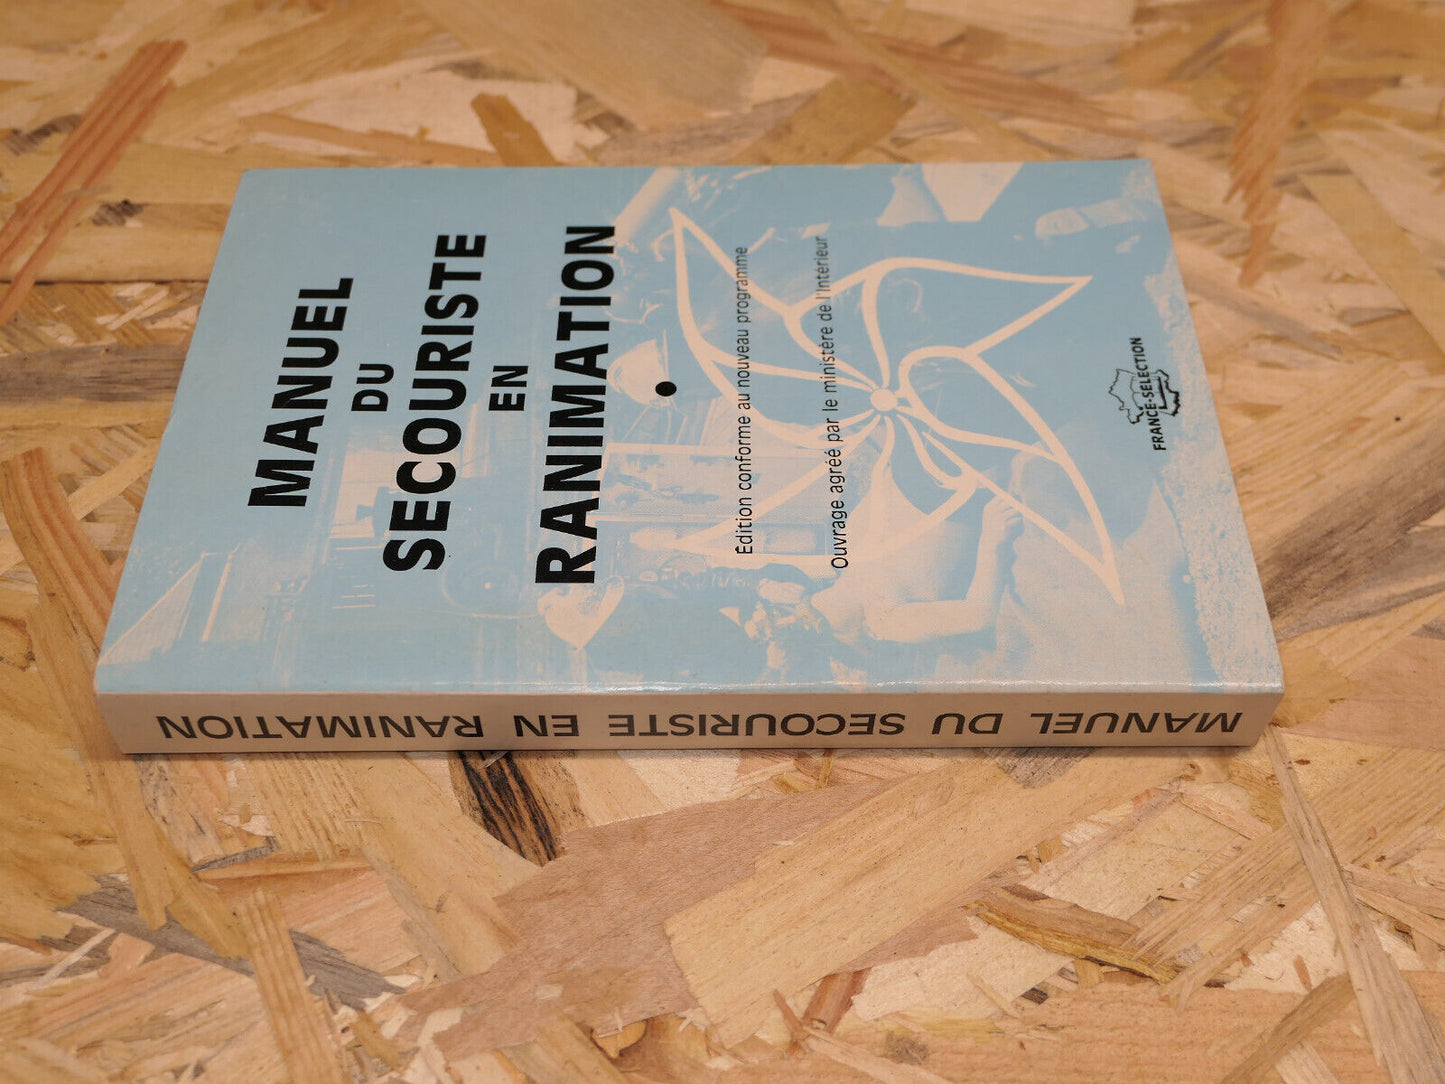 MANUEL
DU
SECOURISTE
EN
RANIMATION
Édition conforme au nouveau programme
Ouvrage agréé par le ministère de l'Intérieur
FRANCE-SÉLECTION
MANUEL DU SECOURISTE EN RANIMATION